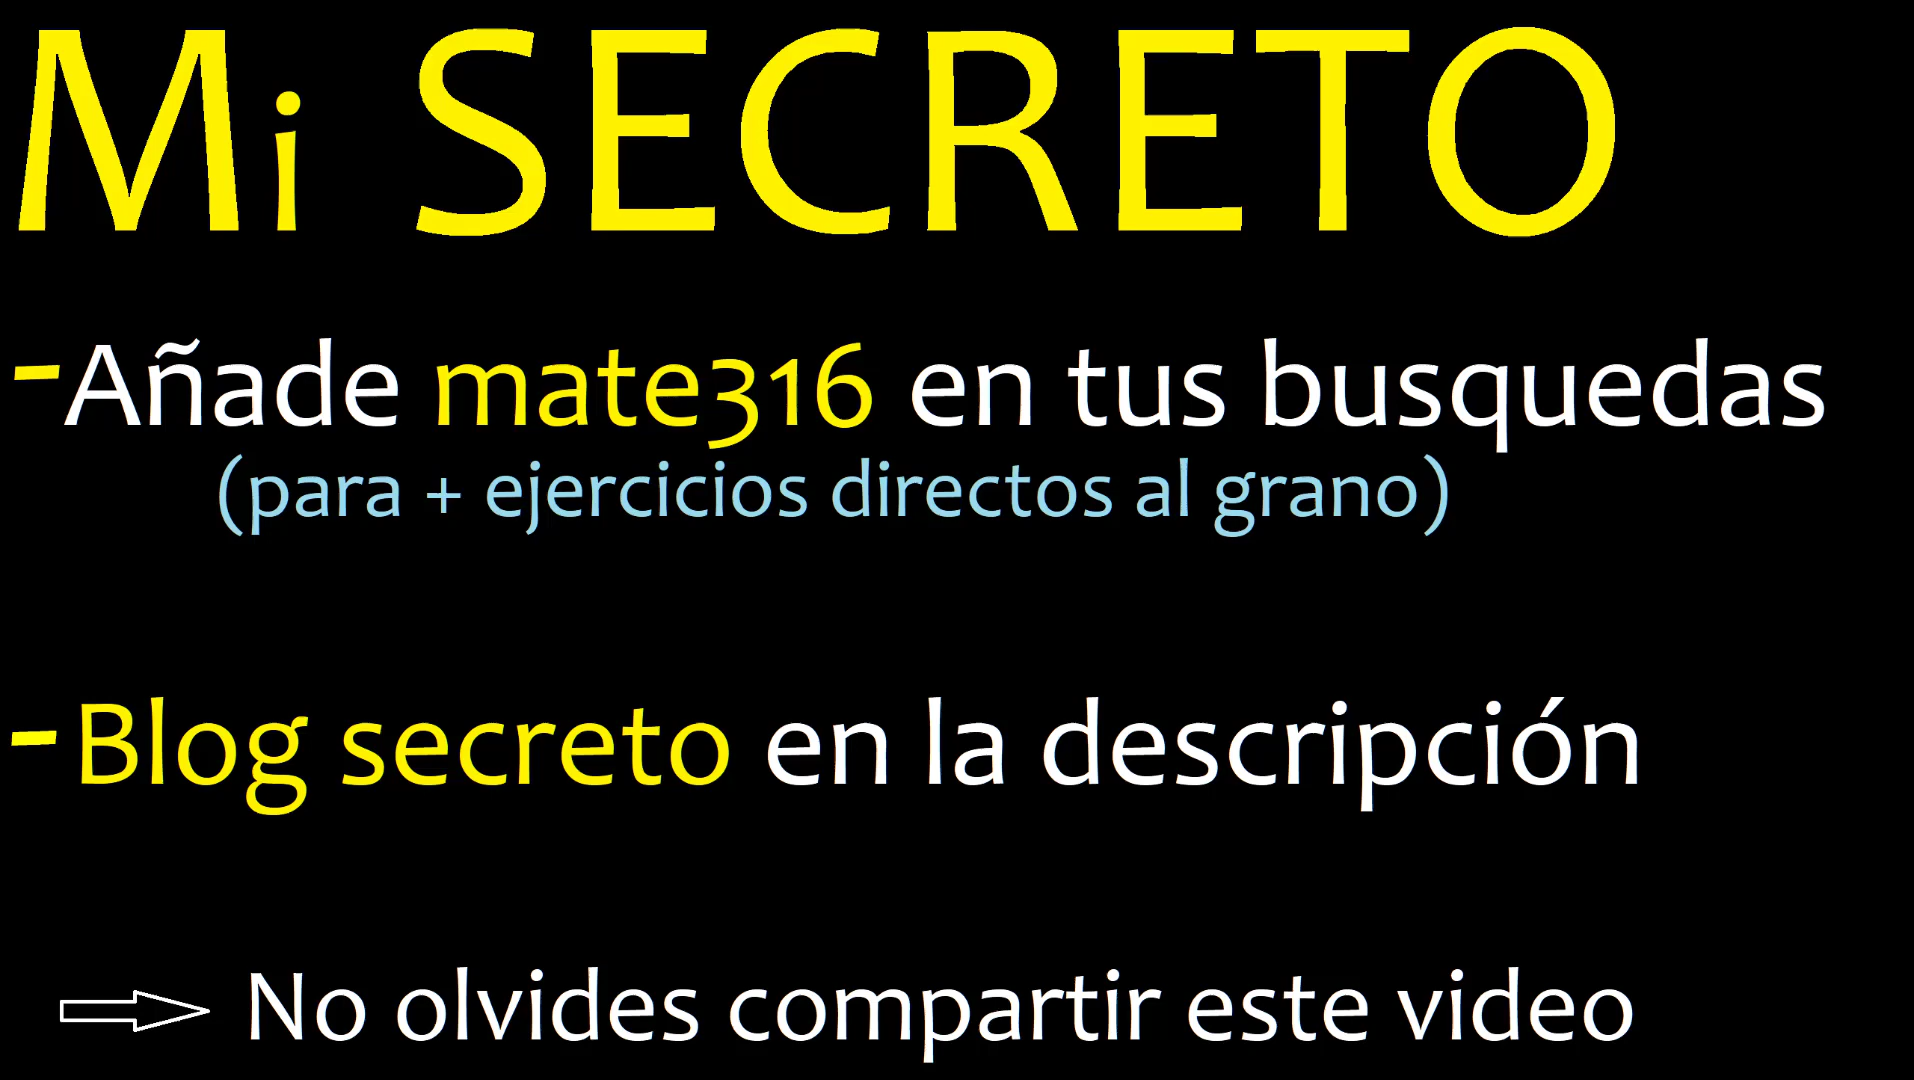 Mi SECRETO
-Añade mate316 en tus busquedas
(para + ejercicios directos al grano)
-Blog secreto en la descripción
No olvides compartir este video